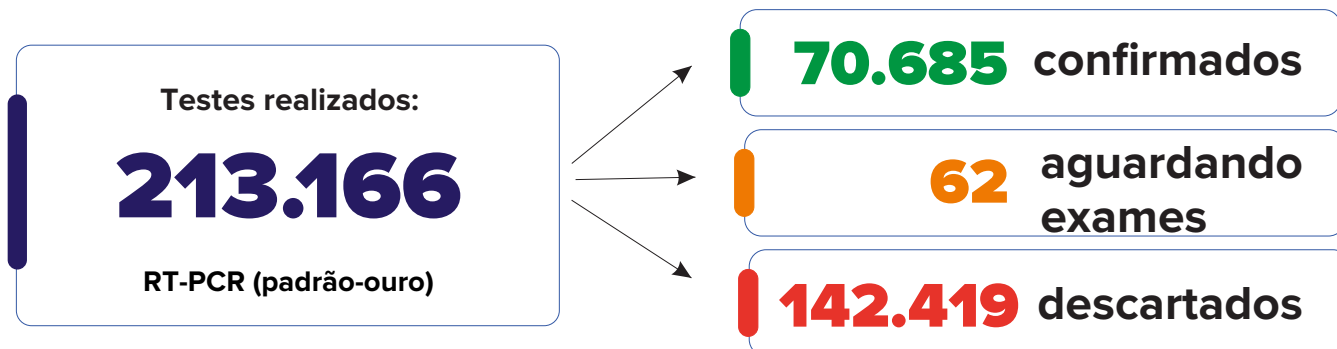 Testes realizados:
213.166
RT-PCR (padrão-ouro)
70.685 confirmados
62 aguardando
exames
142.419 descartados